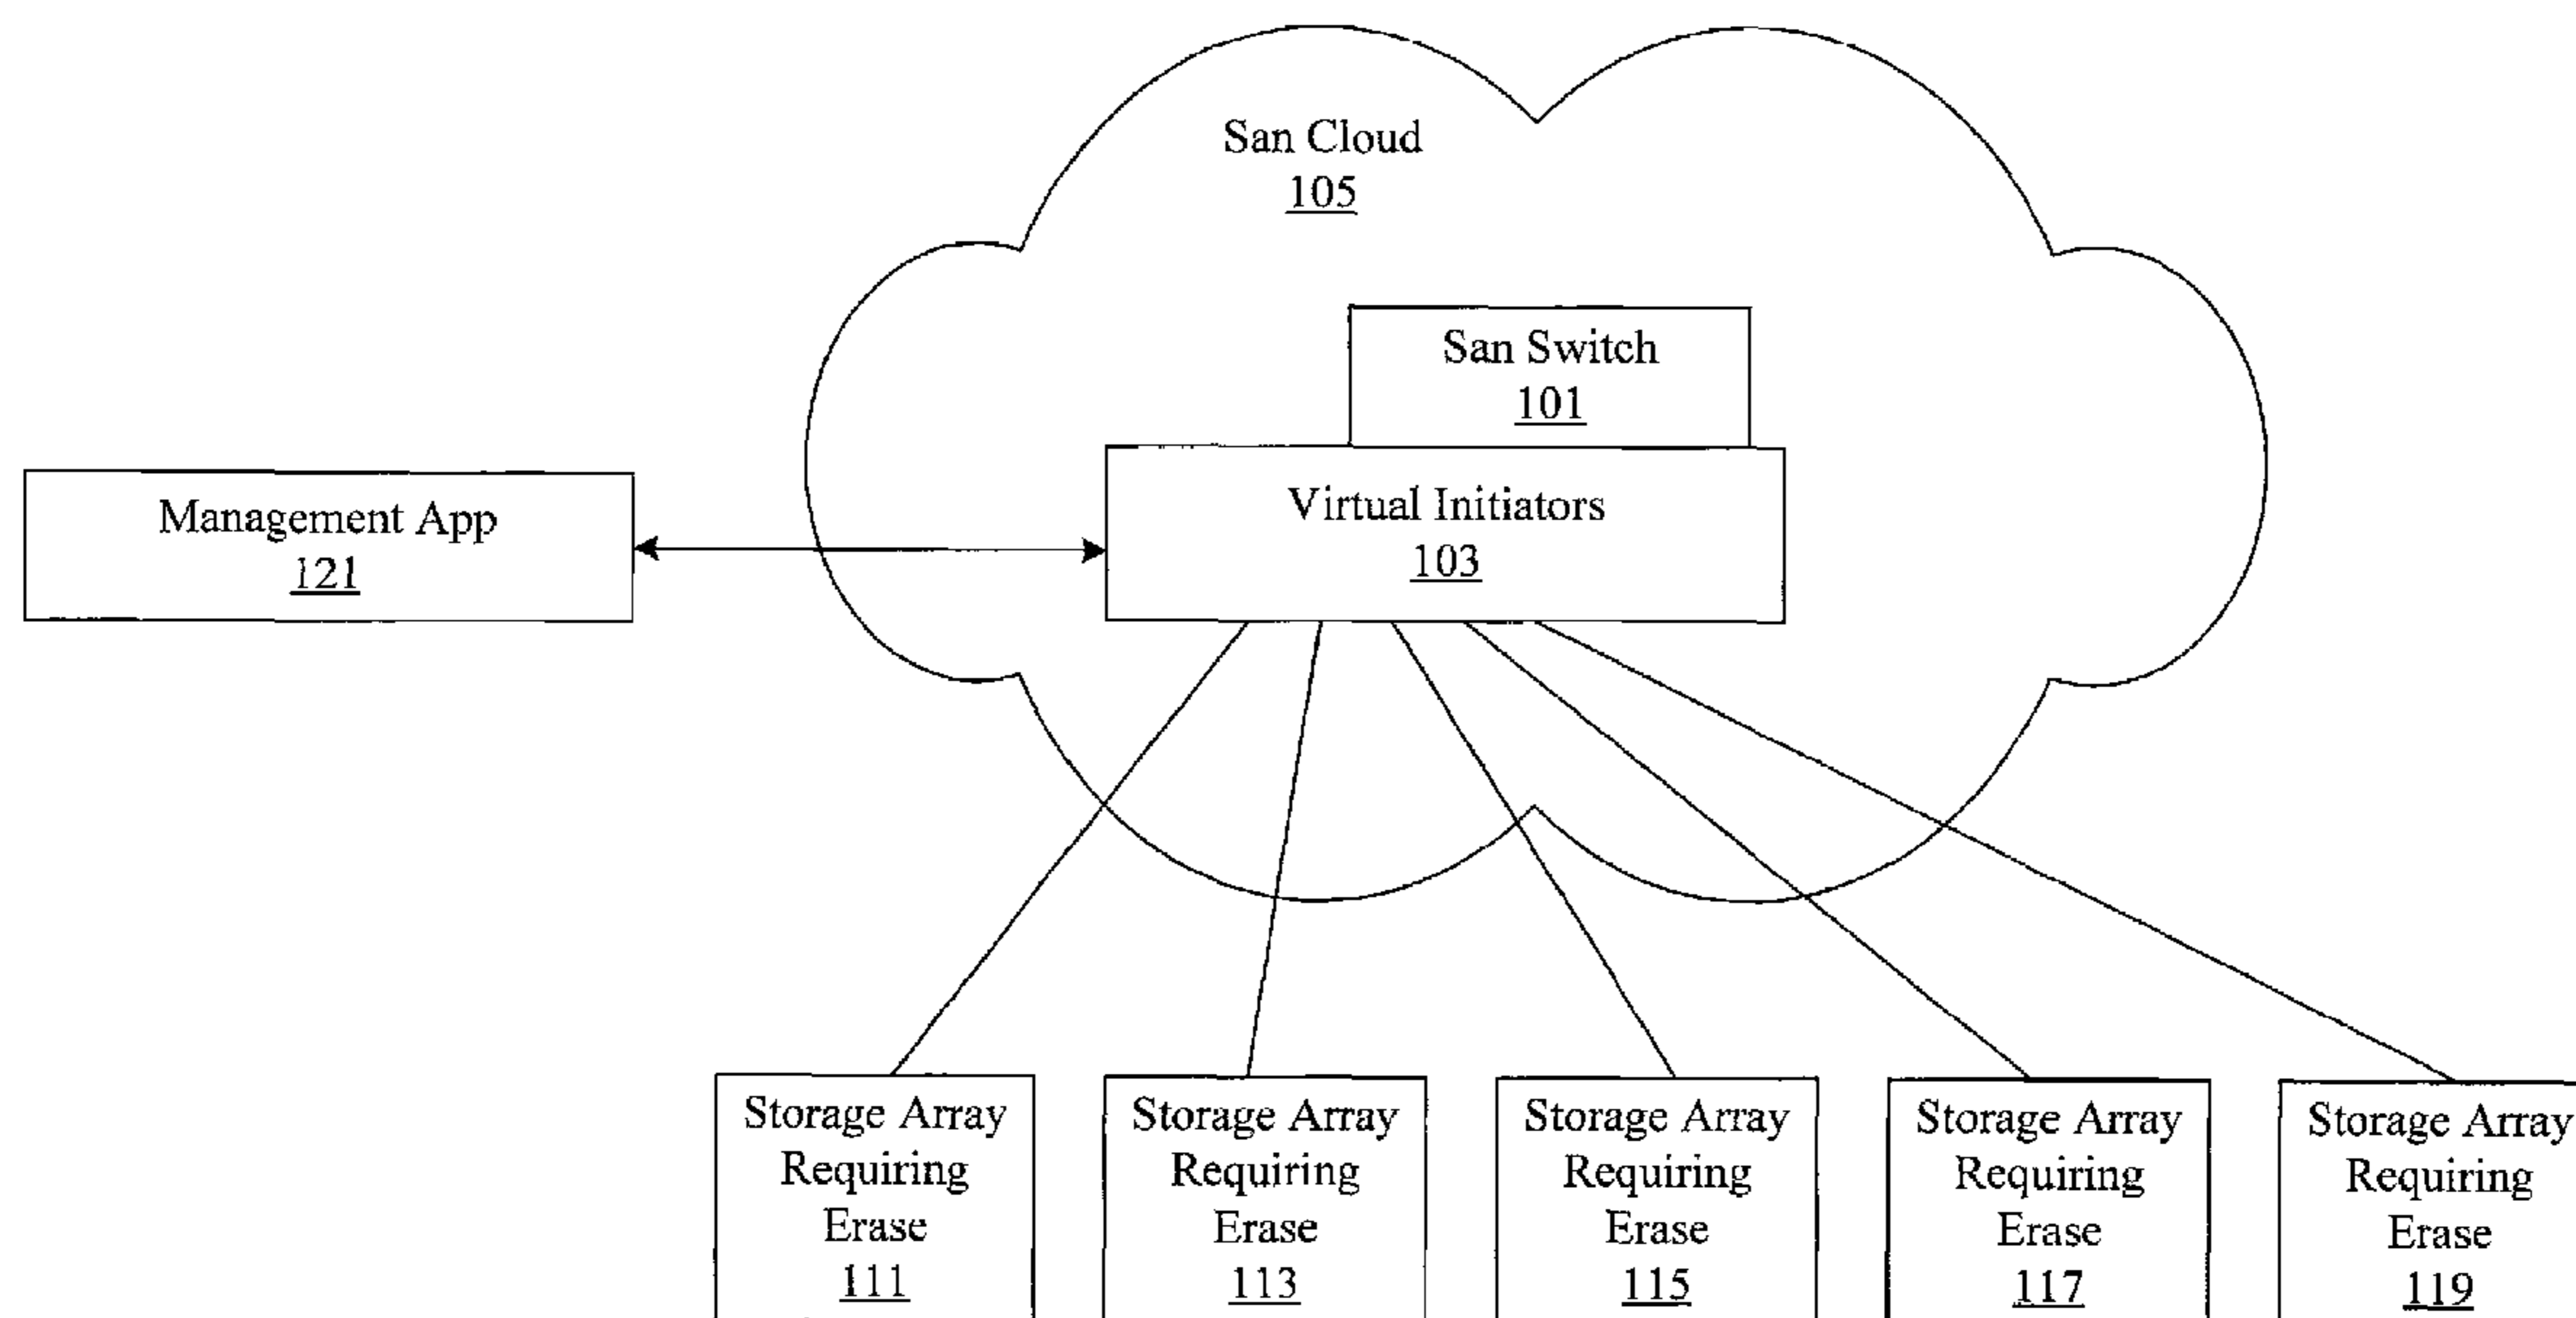 San Cloud
105
San Switch
101
Management App
121
Virtual Initiators
103
Storage Array
Requiring
Erase
111
Storage Array
Requiring
Erase
113
Storage Array
Requiring
Erase
115
Storage Array
Requiring
Erase
117
Storage Array
Requiring
Erase
119